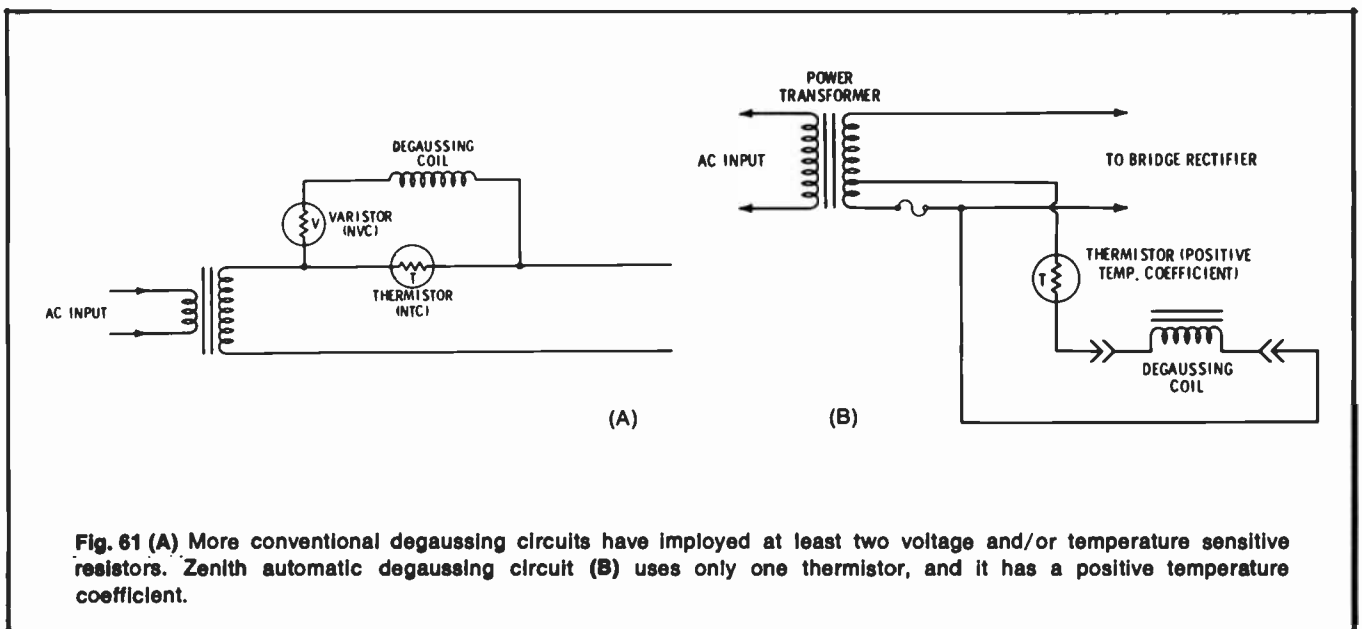 POWER
TRANSFORMER
DEGAUSSING
COIL
AC INPUT
TO BRIDGE RECTIFIER
V
VARISTOR
(NVC)
THERMISTOR (POSITIVE
TEMP. COEFFICIENT)
T
T
THERMISTOR
(NTC)
AC INPUT
DEGAUSSING
COIL
(A)
(B)
Fig. 61 (A) More conventional degaussing circuits have imployed at least two voltage and/or temperature sensitive
resistors. Zenith automatic degaussing circuit (B) uses only one thermistor, and it has a positive temperature
coefficient.